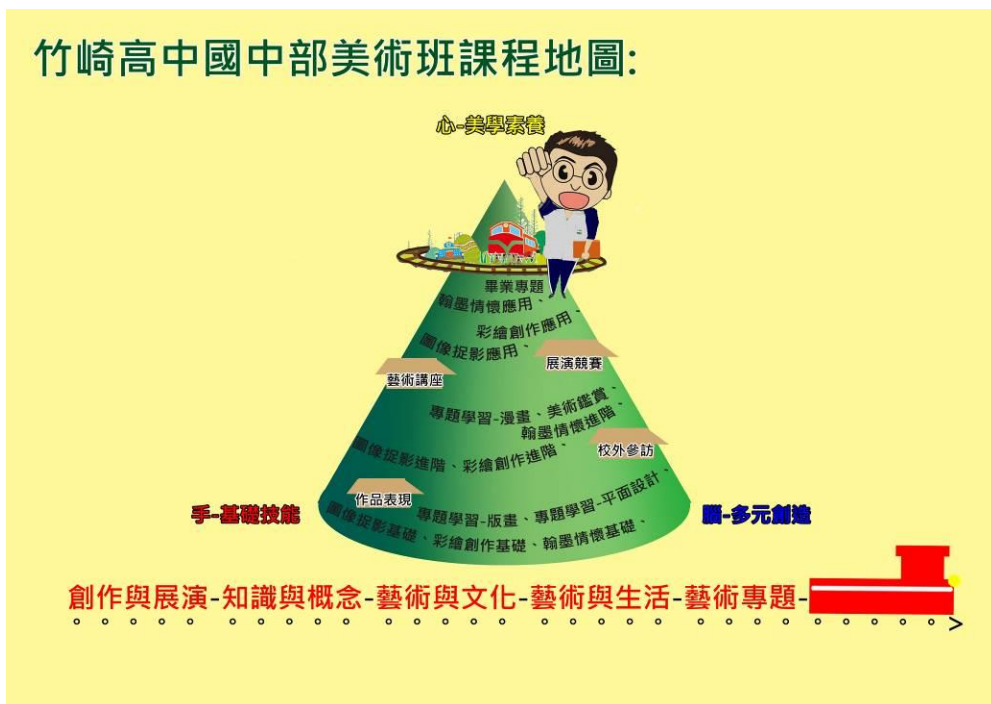 竹崎高中國中部美術班課程地圖:
心-美學素養
畢業專題
翰墨情懷應用、
彩繪創作應用、
圖像捉影應用、
展演競賽
藝術講座
專題學習-漫畫、美術鑑賞、
翰墨情懷進階、
圖像捉影進階、彩繪創作進階、
校外參訪
作品表現
專題學習-版畫、專題學習-平面設計、
圖像捉影基礎、彩繪創作基礎、翰墨情懷基礎、
手-基礎技能
腦-多元創造
創作與展演-知識與概念-藝術與文化-藝術與生活-藝術專題-